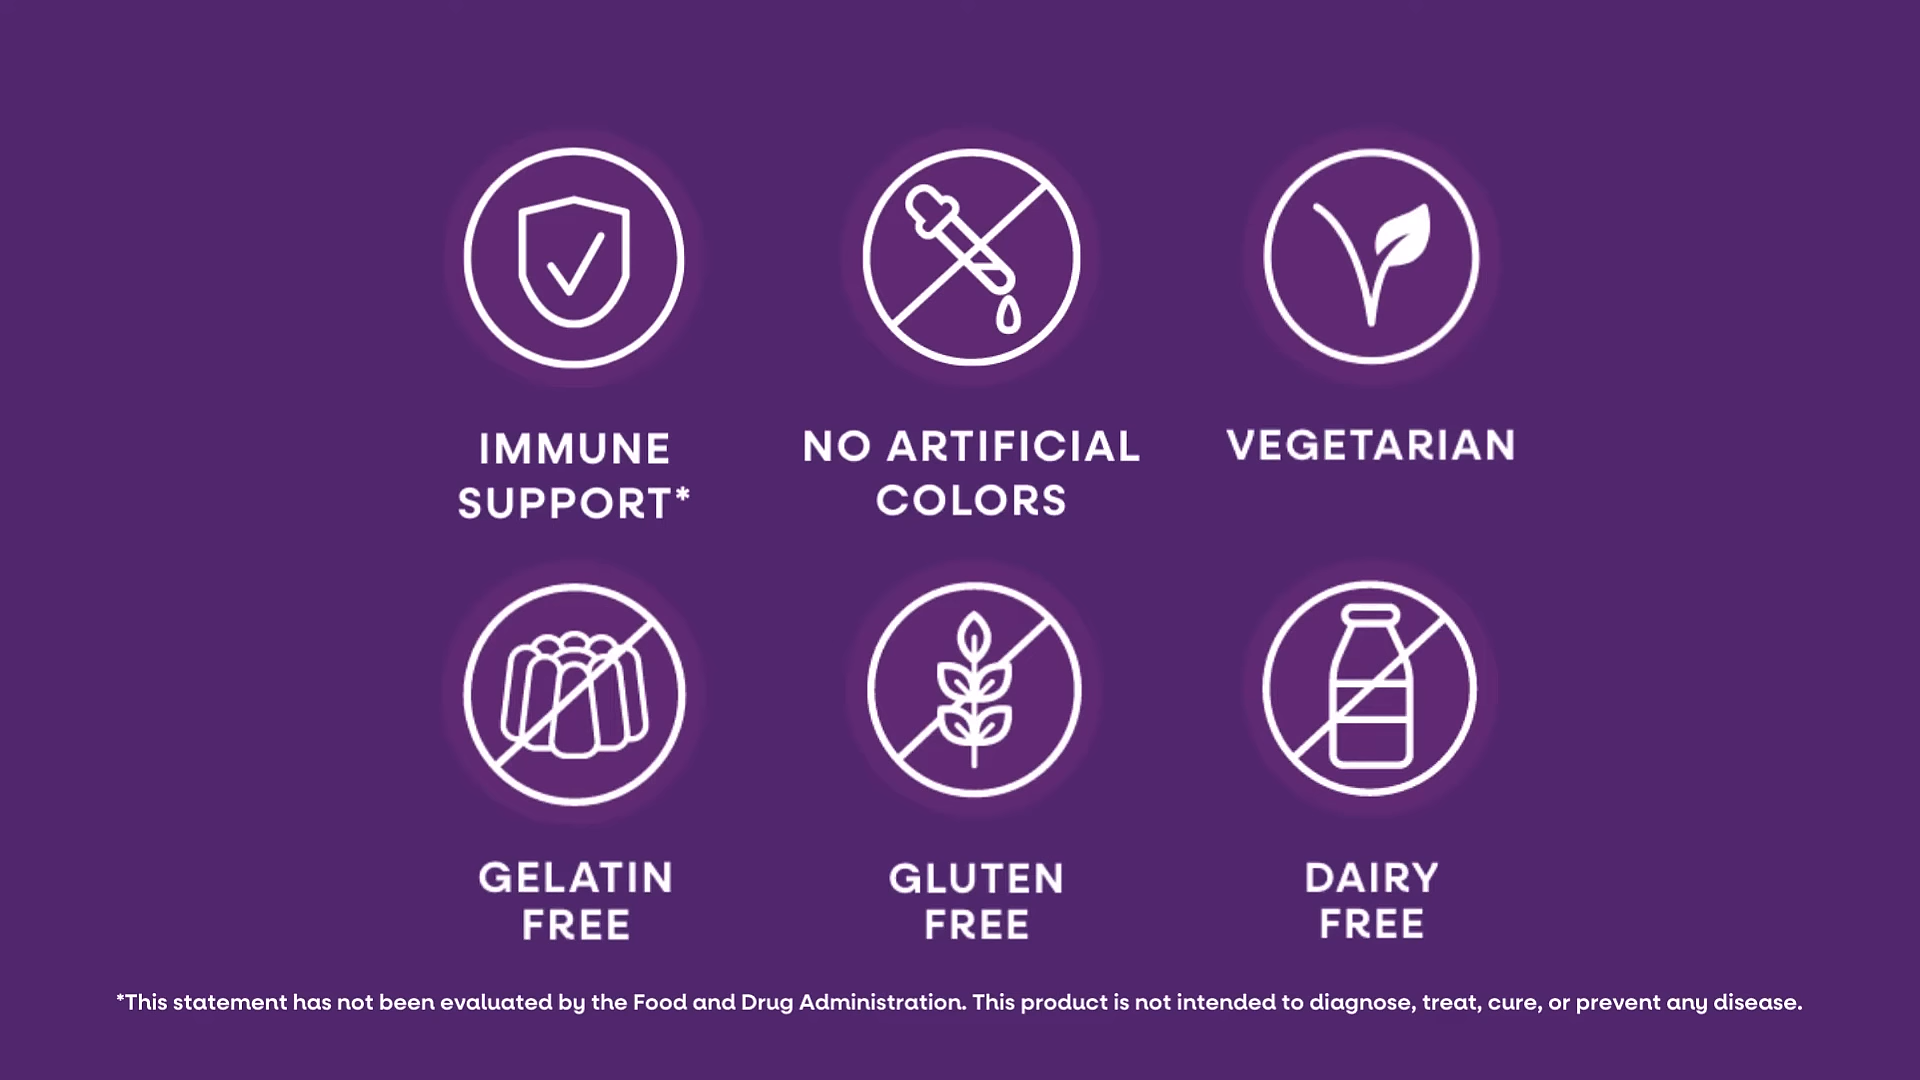 IMMUNE
SUPPORT*
NO ARTIFICIAL
COLORS
VEGETARIAN
GELATIN
FREE
GLUTEN
FREE
DAIRY
FREE
*This statement has not been evaluated by the Food and Drug Administration. This product is not intended to diagnose, treat, cure, or prevent any disease.